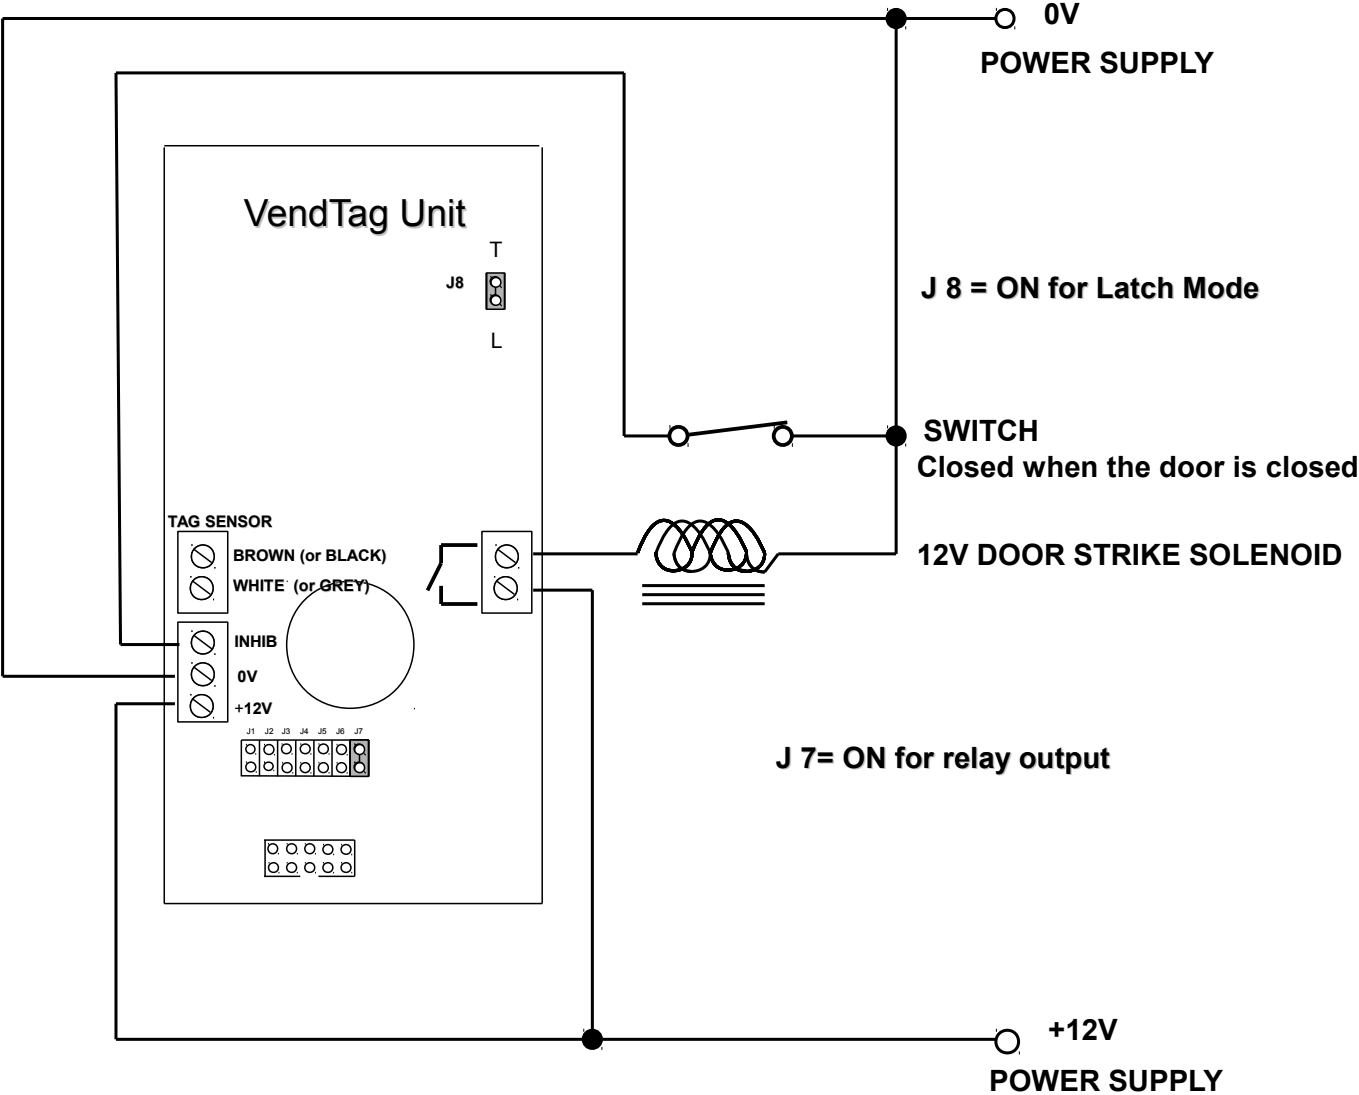 0V
POWER SUPPLY
VendTag Unit
T
J8
L
J 8 = ON for Latch Mode
SWITCH
Closed when the door is closed
TAG SENSOR
BROWN (or BLACK)
WHITE (or GREY)
12V DOOR STRIKE SOLENOID
INHIB
0V
+12V
J1 J2 J3 J4 J5 J6 J7
J 7= ON for relay output
+12V
POWER SUPPLY